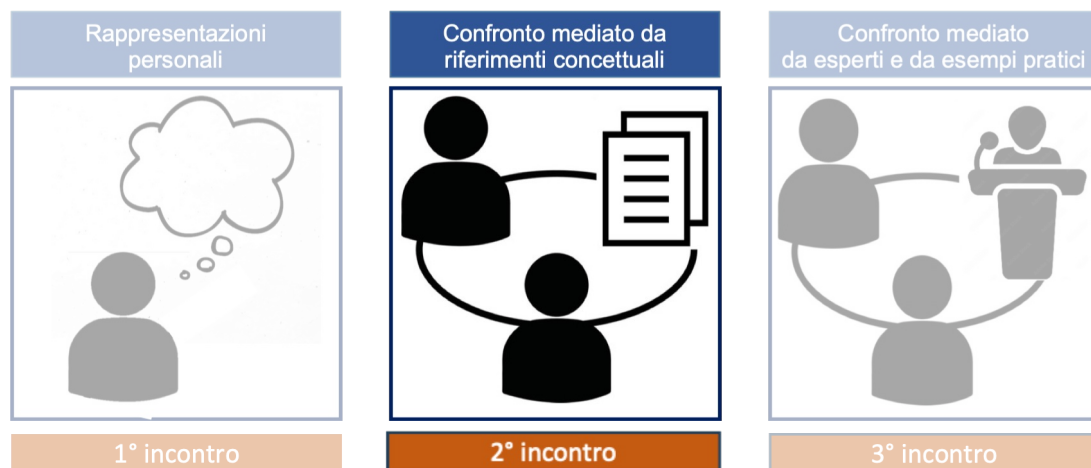 Rappresentazioni
personali
Confronto mediato da
riferimenti concettuali
Confronto mediato
da esperti e da esempi pratici
1° incontro
2° incontro
3° incontro